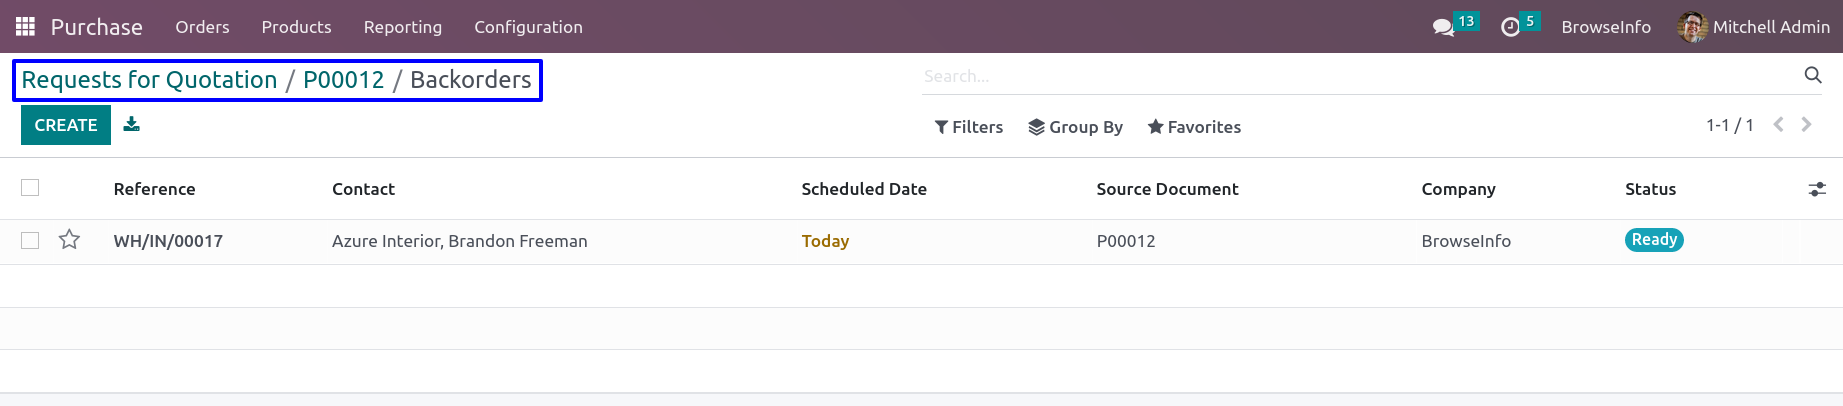 Purchase Orders Products Reporting Configuration 13 5 BrowseInfo Mitchell Admin
Requests for Quotation / P00012 / Backorders
Search...
CREATE
Filters Group By Favorites
1-1 / 1
Reference Contact Scheduled Date Source Document Company Status
WH/IN/00017 Azure Interior, Brandon Freeman Today P00012 BrowseInfo Ready